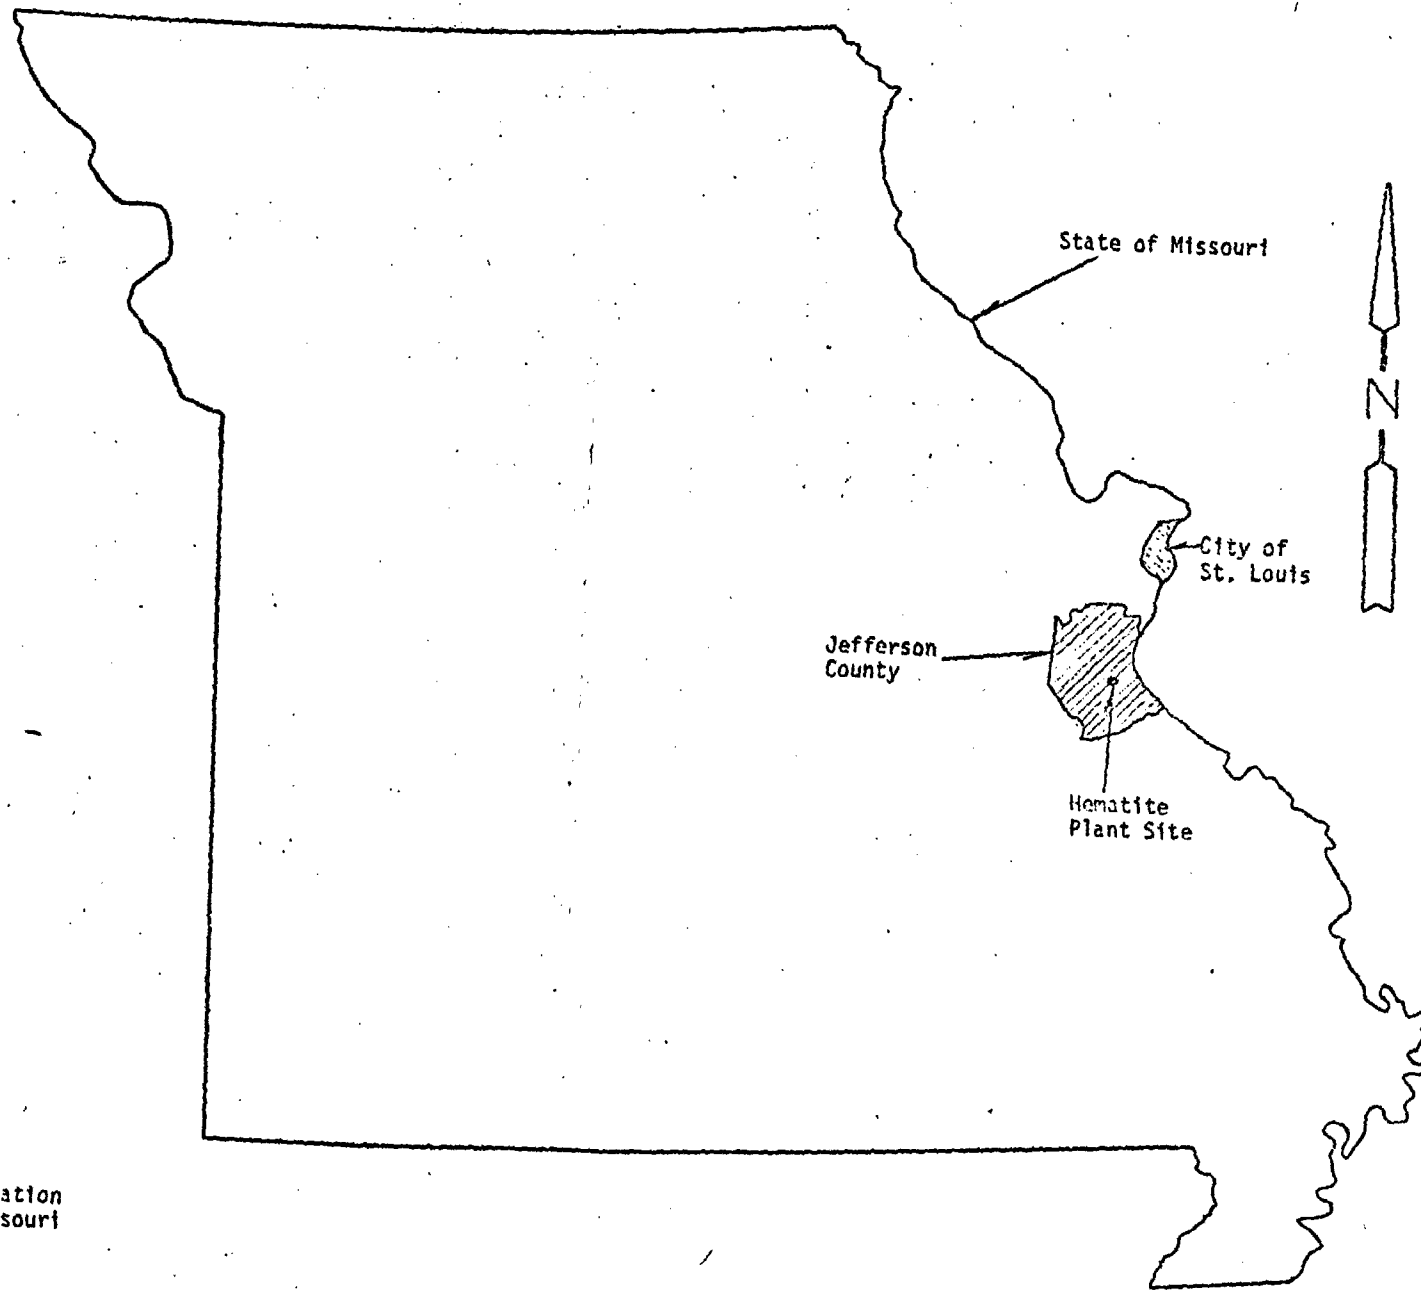 State of Missouri
N
City of
St. Louis
Jefferson
County
Hematite
Plant Site
ation
souri